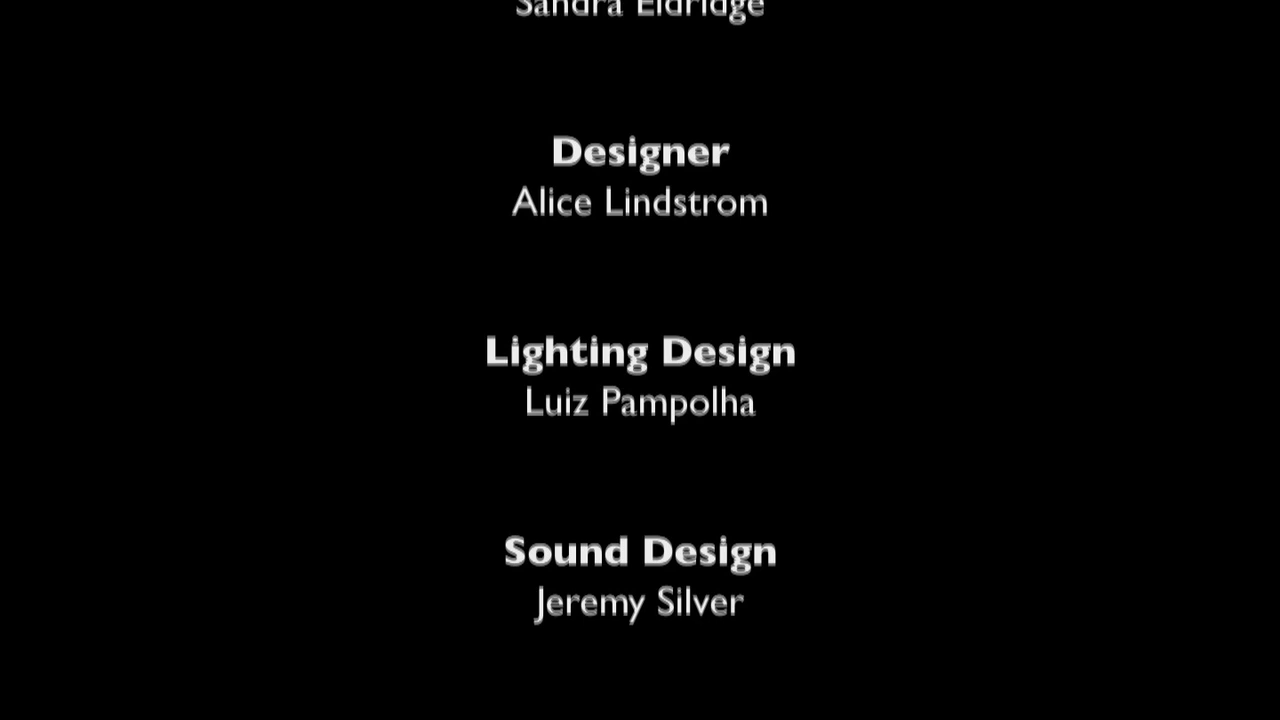 Sandra Eldridge
Designer
Alice Lindstrom
Lighting Design
Luiz Pampolha
Sound Design
Jeremy Silver